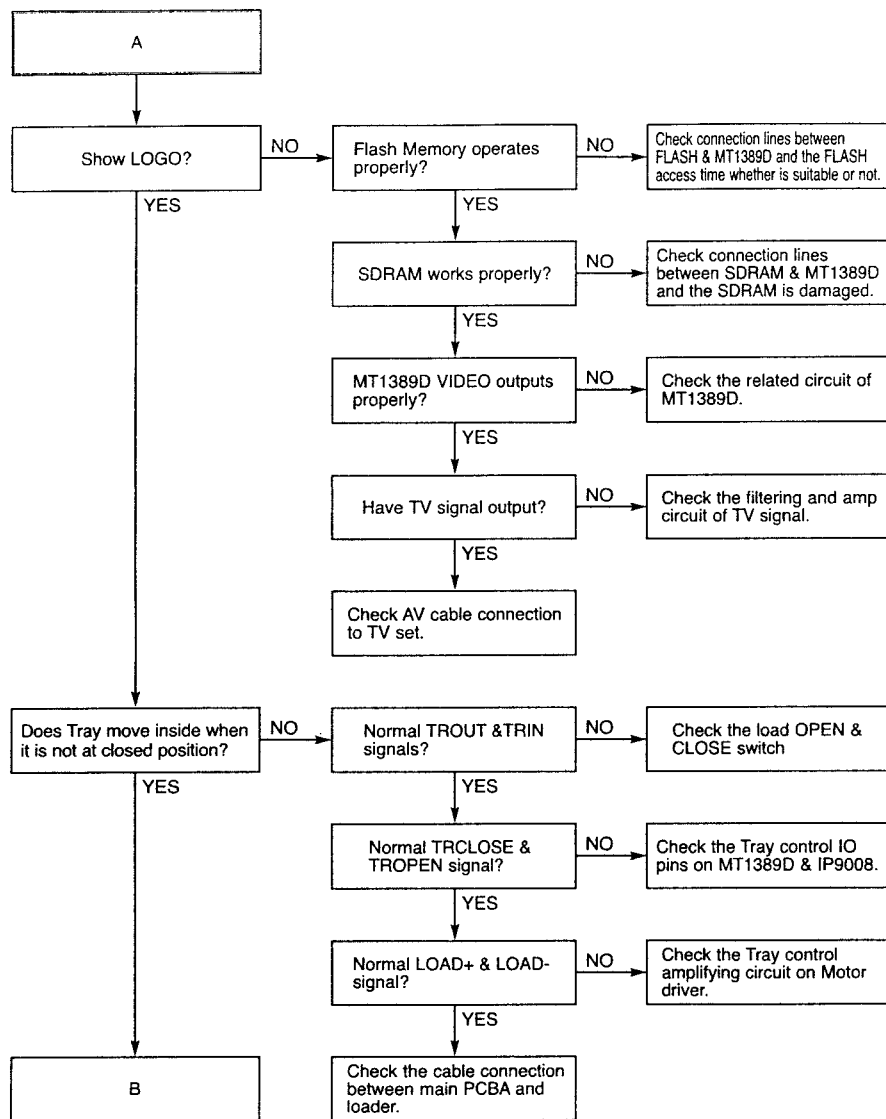 A
Show LOGO?
NO
Flash Memory operates
properly?
NO
Check connection lines between
FLASH & MT1389D and the FLASH
access time whether is suitable or not.
YES
YES
SDRAM works properly?
NO
Check connection lines
between SDRAM & MT1389D
and the SDRAM is damaged.
YES
MT1389D VIDEO outputs
properly?
NO
Check the related circuit of
MT1389D.
YES
Have TV signal output?
NO
Check the filtering and amp
circuit of TV signal.
YES
Check AV cable connection
to TV set.
Does Tray move inside when
it is not at closed position?
NO
Normal TROUT &TRIN
signals?
NO
Check the load OPEN &
CLOSE switch
YES
YES
Normal TRCLOSE &
TROPEN signal?
NO
Check the Tray control IO
pins on MT1389D & IP9008.
YES
Normal LOAD+ & LOAD-
signal?
NO
Check the Tray control
amplifying circuit on Motor
driver.
YES
B
Check the cable connection
between main PCBA and
loader.